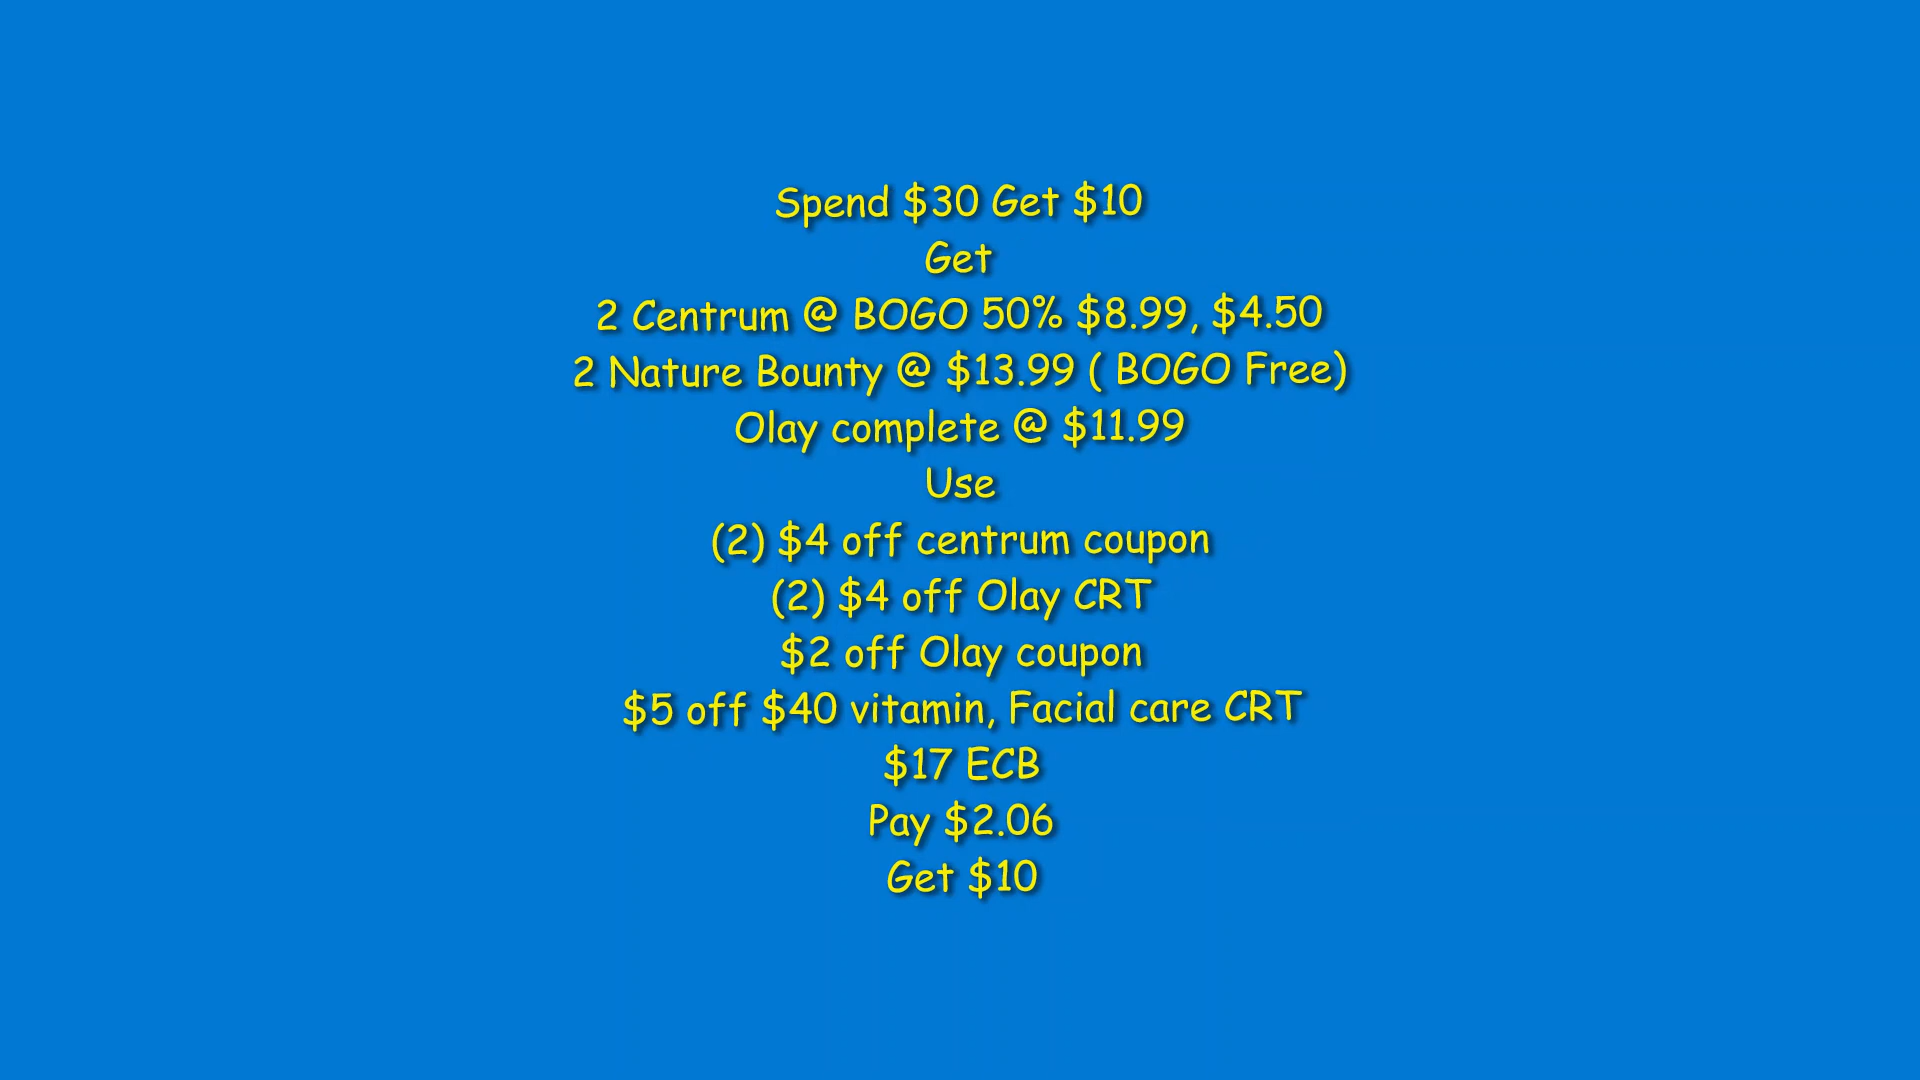 Spend $30 Get $10
Get
2 Centrum @ BOGO 50% $8.99, $4.50
2 Nature Bounty @ $13.99 ( BOGO Free)
Olay complete @ $11.99
Use
(2) $4 off centrum coupon
(2) $4 off Olay CRT
$2 off Olay coupon
$5 off $40 vitamin, Facial care CRT
$17 ECB
Pay $2.06
Get $10